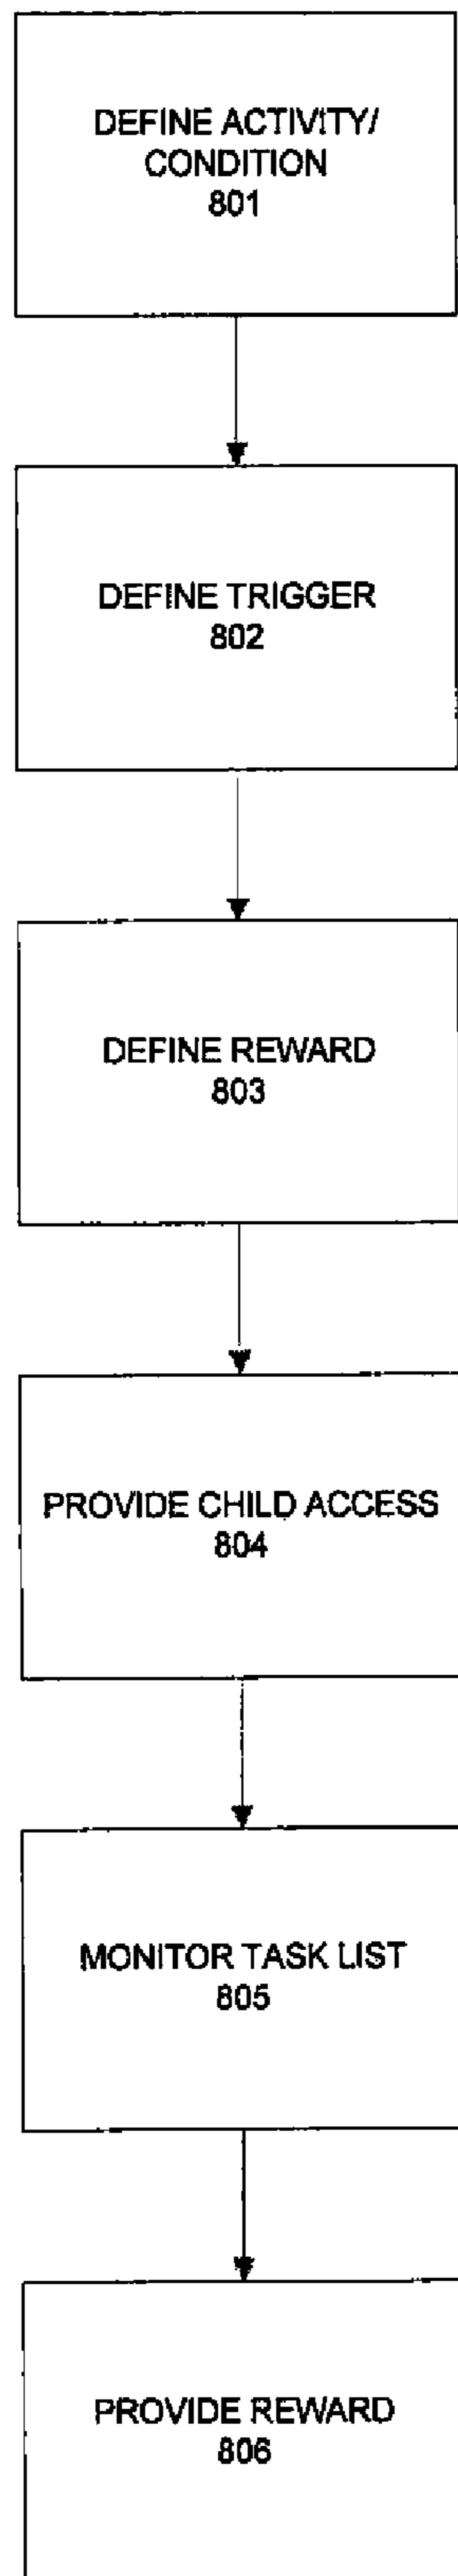 DEFINE ACTIVITY/
CONDITION
801
DEFINE TRIGGER
802
DEFINE REWARD
803
PROVIDE CHILD ACCESS
804
MONITOR TASK LIST
805
PROVIDE REWARD
806